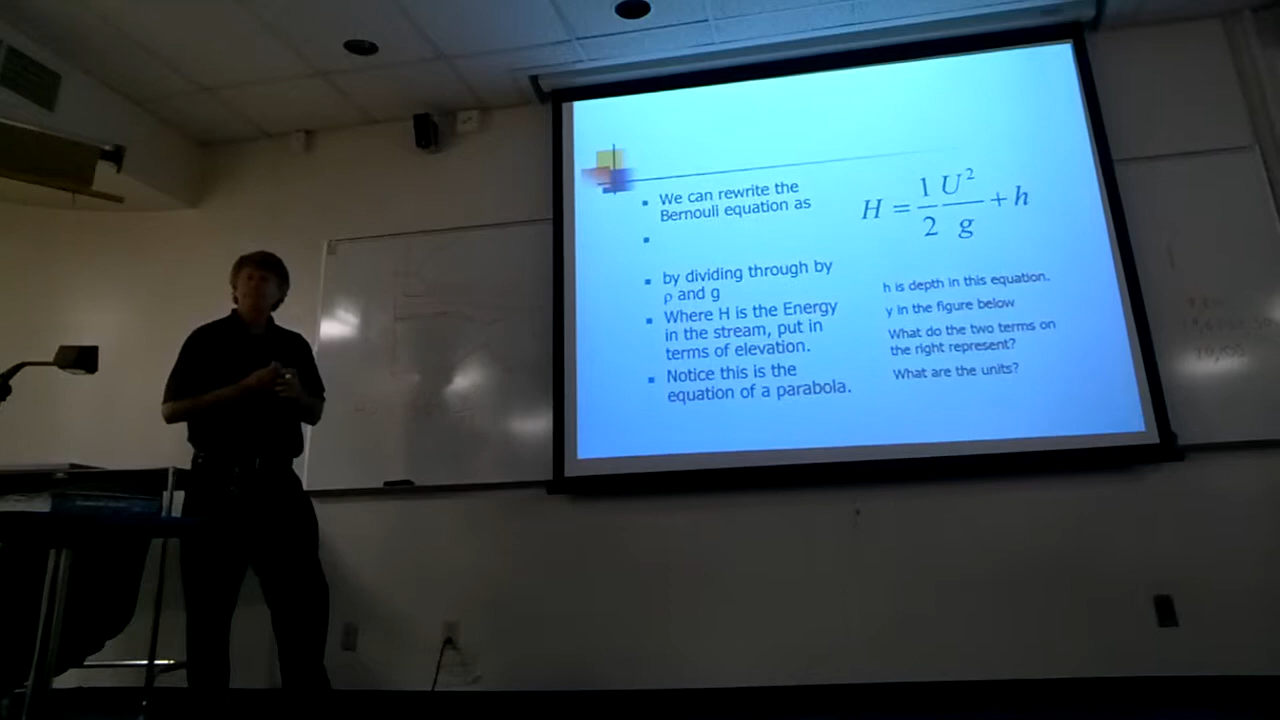 We can rewrite the
Bernouli equation as
H = 1/2 U²/g + h
by dividing through by
ρ and g
Where H is the Energy
in the stream, put in
terms of elevation.
Notice this is the
equation of a parabola.
h is depth in this equation.
y in the figure below
What do the two terms on
the right represent?
What are the units?